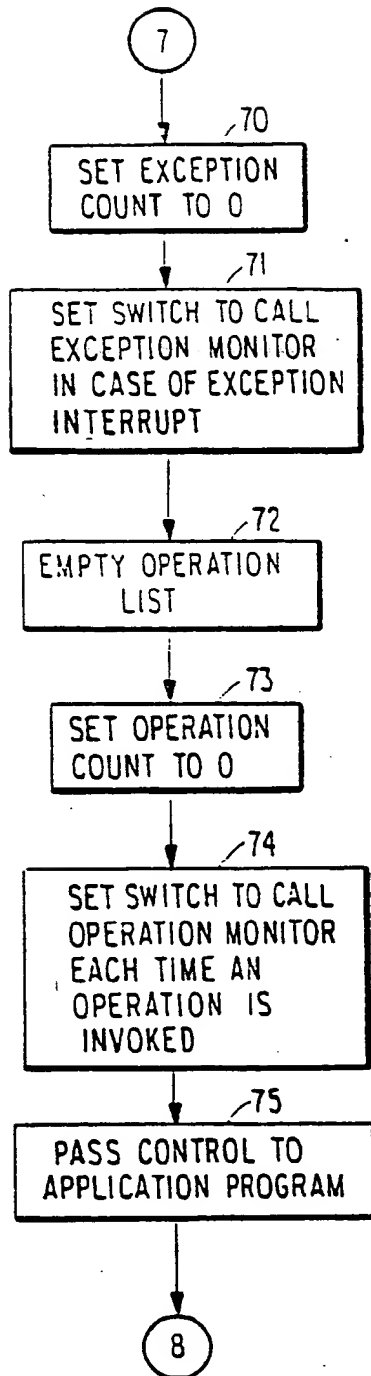 7
70
SET EXCEPTION
COUNT TO 0
71
SET SWITCH TO CALL
EXCEPTION MONITOR
IN CASE OF EXCEPTION
INTERRUPT
72
EMPTY OPERATION
LIST
73
SET OPERATION
COUNT TO 0
74
SET SWITCH TO CALL
OPERATION MONITOR
EACH TIME AN
OPERATION IS
INVOKED
75
PASS CONTROL TO
APPLICATION PROGRAM
8